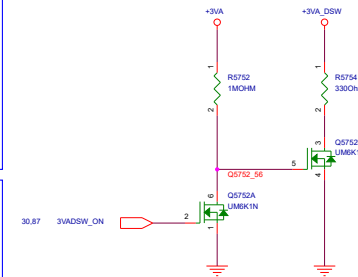 +3VA
+3VA_DSW
1
R5752
1MOHM
2
1
R5754
330Oh
2
3
Q5752
UM6K1
5
4
Q5752_56
6
Q5752A
UM6K1N
2
1
30,87
3VADSW_ON